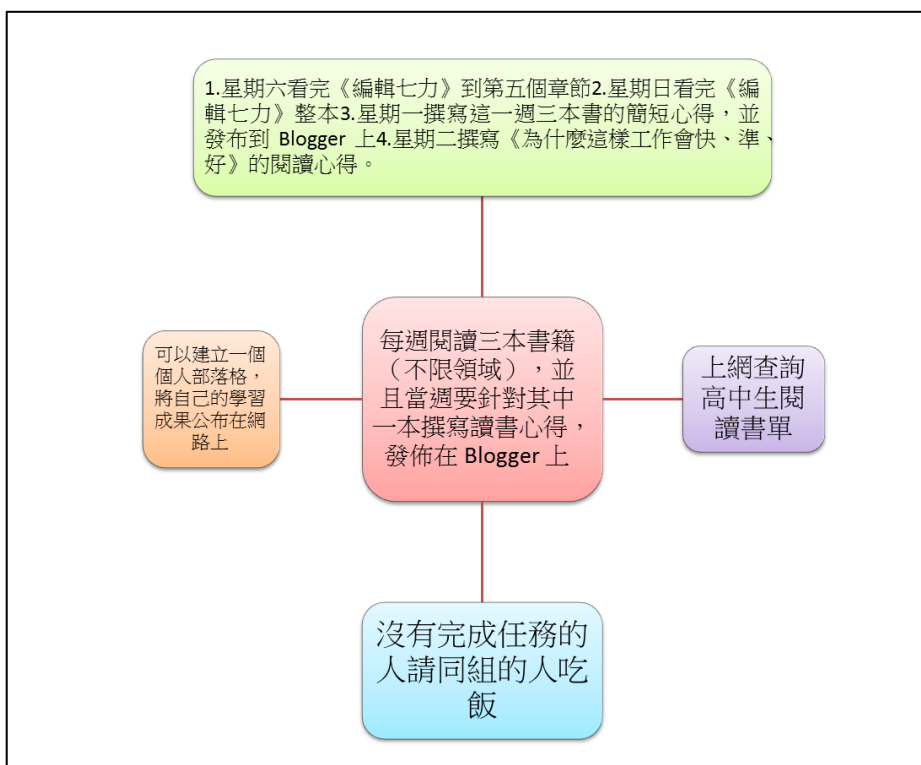 1.星期六看完《編輯七力》到第五個章節2.星期日看完《編
輯七力》整本3.星期一撰寫這一週三本書的簡短心得，並
發布到 Blogger 上4.星期二撰寫《為什麼這樣工作會快、準、
好》的閱讀心得。
可以建立一個
個人部落格，
將自己的學習
成果公布在網
路上
每週閱讀三本書籍
（不限領域），並
且當週要針對其中
一本撰寫讀書心得，
發佈在 Blogger 上
上網查詢
高中生閱
讀書單
沒有完成任務的
人請同組的人吃
飯